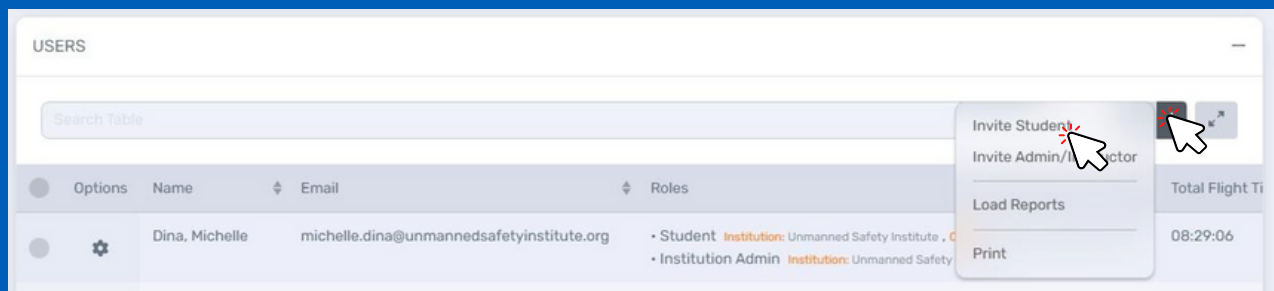 USERS
Search Table
Invite Student
Invite Admin/I ctor
Load Reports
Print
Options Name Email Roles Total Flight Ti
Dina, Michelle michelle.dina@unmannedsafetyinstitute.org • Student Institution: Unmanned Safety Institute , 08:29:06
• Institution Admin Institution: Unmanned Safety